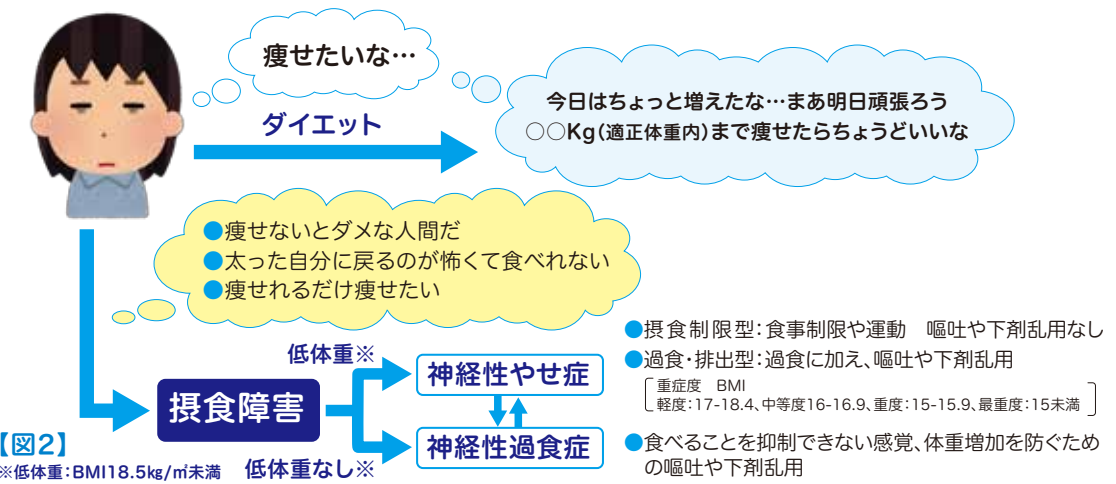 痩せたいな…
ダイエット
今日はちょっと増えたな…まあ明日頑張ろう
○○Kg(適正体重内)まで痩せたらちょうどいいな
●痩せないとダメな人間だ
●太った自分に戻るのが怖くて食べれない
●痩せれるだけ痩せたい
摂食障害
低体重※
神経性やせ症
●摂食制限型:食事制限や運動　嘔吐や下剤乱用なし
●過食・排出型:過食に加え、嘔吐や下剤乱用
重症度　BMI
軽度:17-18.4、中等度16-16.9、重度:15-15.9、最重度:15未満
低体重なし※
神経性過食症
●食べることを抑制できない感覚、体重増加を防ぐため
の嘔吐や下剤乱用
【図2】
※低体重:BMI18.5kg/㎡未満